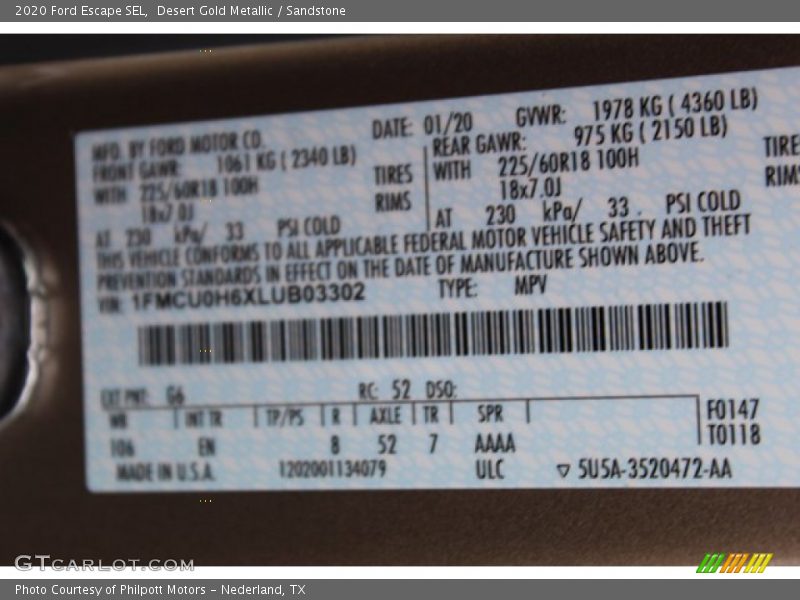 2020 Ford Escape SEL,  Desert Gold Metallic / Sandstone
MFD. BY FORD MOTOR CO. DATE: 01/20 GVWR: 1978 KG ( 4360 LB)
FRONT GAWR: 1061 KG ( 2340 LB) REAR GAWR: 975 KG ( 2150 LB)
WITH 225/60R18 100H TIRES WITH 225/60R18 100H TIRE
18x7.0J RIMS 18x7.0J RIMS
AT 230 kPa/ 33 PSI COLD AT 230 kPa/ 33 . PSI COLD
THIS VEHICLE CONFORMS TO ALL APPLICABLE FEDERAL MOTOR VEHICLE SAFETY AND THEFT
PREVENTION STANDARDS IN EFFECT ON THE DATE OF MANUFACTURE SHOWN ABOVE.
VIN: 1FMCU0H6XLUB03302 TYPE: MPV
EXT PNT: G6 RC: 52 DSO:
WB INT TR TP/PS R AXLE TR SPR F0147
106 EN 8 52 7 AAAA T0118
MADE IN U.S.A. 1202001134079 ULC ▽ 5U5A-3520472-AA
GTCARLOT.COM
Photo Courtesy of Philpott Motors - Nederland, TX